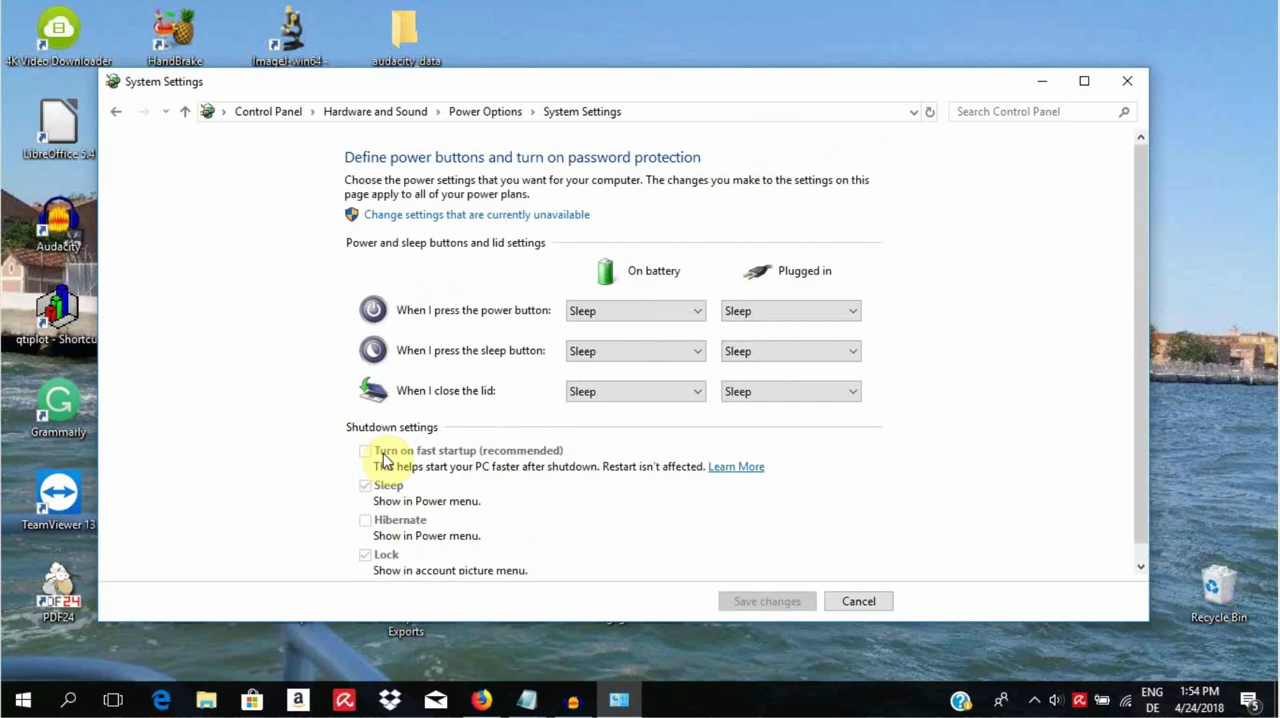 4K Video Downloader
HandBrake
ImageJ-win64 -
audacity_data
System Settings
Control Panel > Hardware and Sound > Power Options > System Settings
Search Control Panel
Define power buttons and turn on password protection
Choose the power settings that you want for your computer. The changes you make to the settings on this
page apply to all of your power plans.
Change settings that are currently unavailable
Power and sleep buttons and lid settings
On battery
Plugged in
When I press the power button: Sleep Sleep
When I press the sleep button: Sleep Sleep
When I close the lid: Sleep Sleep
Shutdown settings
Turn on fast startup (recommended)
This helps start your PC faster after shutdown. Restart isn't affected. Learn More
Sleep
Show in Power menu.
Hibernate
Show in Power menu.
Lock
Show in account picture menu.
Save changes
Cancel
LibreOffice 5.4
Audacity
qtiplot - Shortcu
Grammarly
TeamViewer 13
PDF24
Exports
Recycle Bin
ENG
DE
1:54 PM
4/24/2018
5